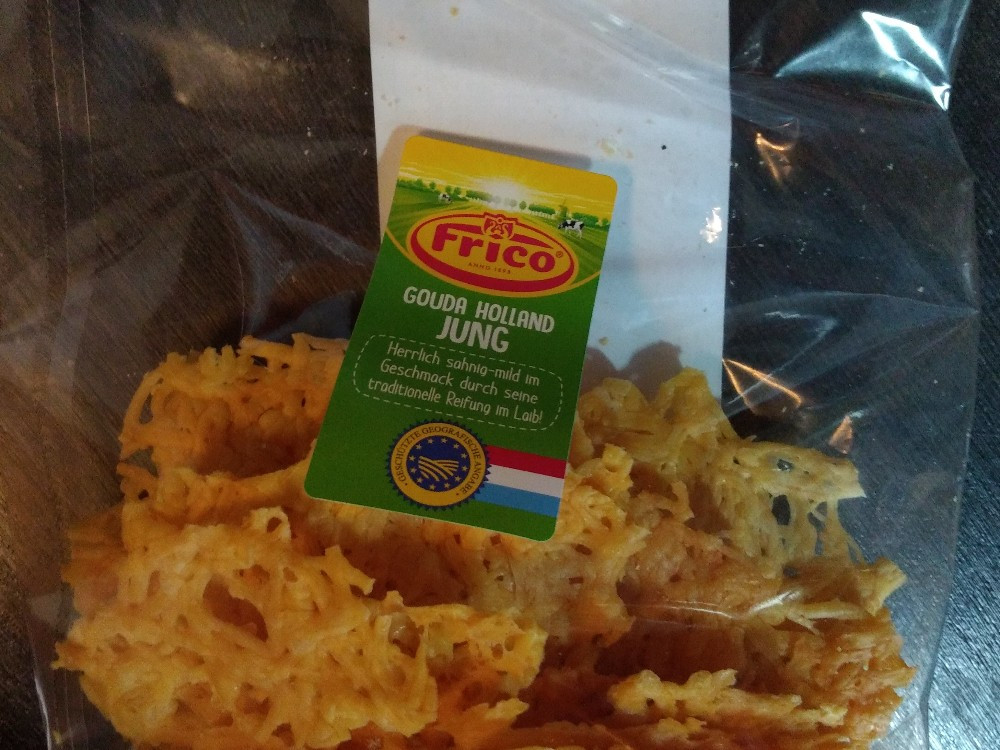 Frico®
ANNO 1898
GOUDA HOLLAND
JUNG
Herrlich sahnig-mild im
Geschmack durch seine
traditionelle Reifung im Laib!
GESCHÜTZTE GEOGRAFISCHE ANGABE